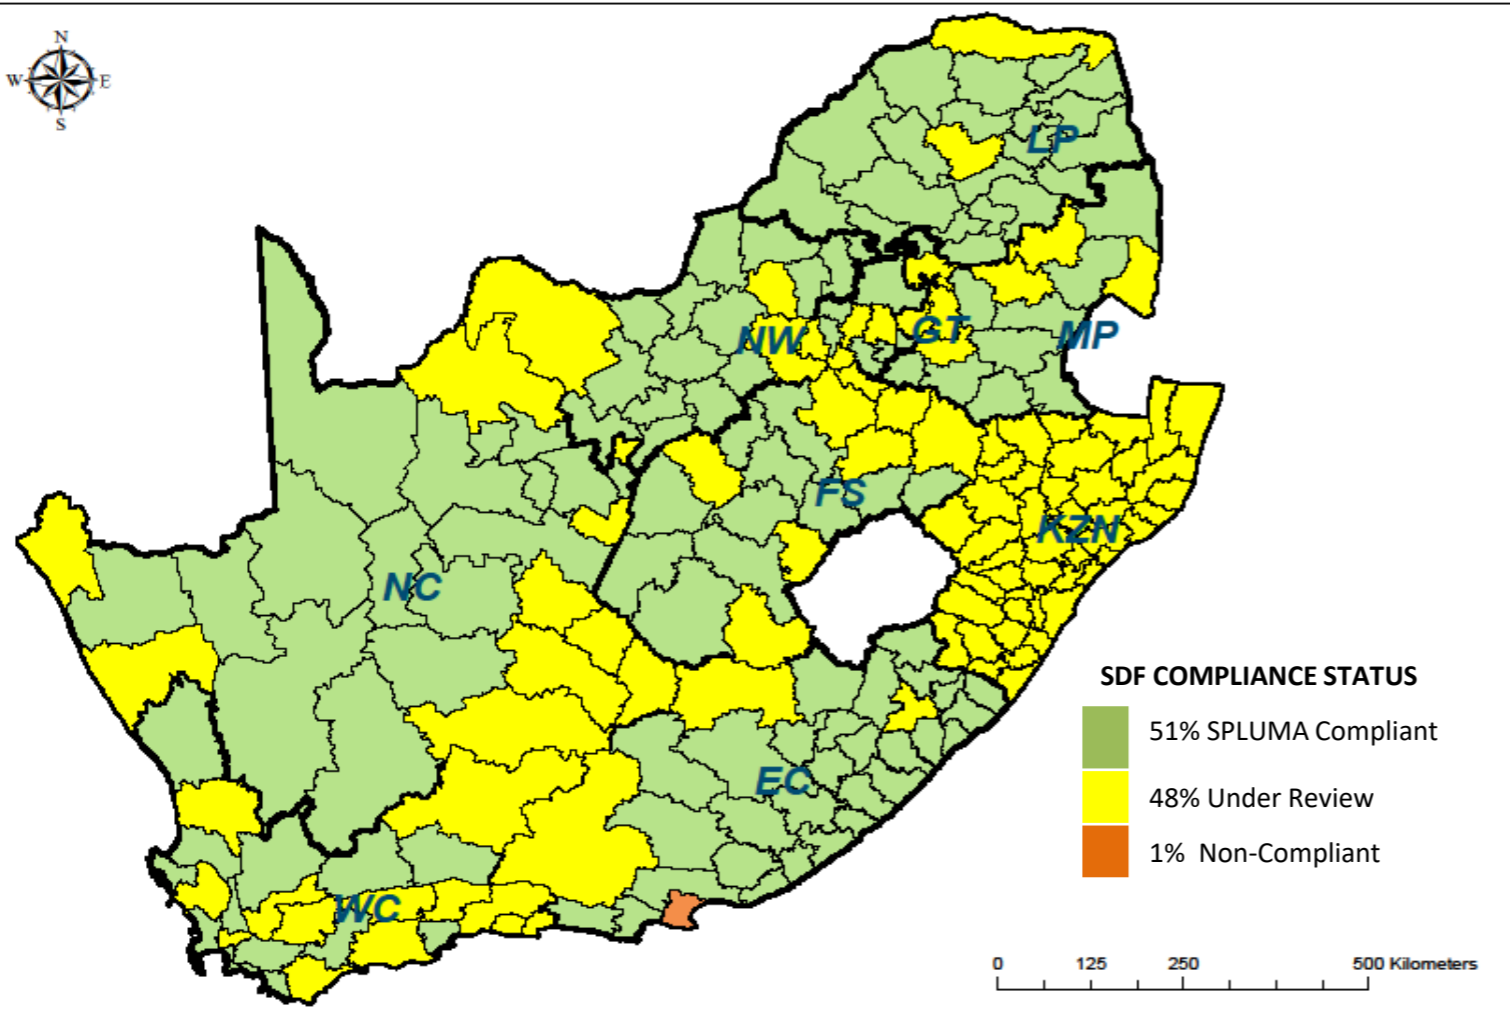 N
W E
S
LP
NW
GT
MP
FS
KZN
NC
EC
WC
SDF COMPLIANCE STATUS
51% SPLUMA Compliant
48% Under Review
1% Non-Compliant
0 125 250 500 Kilometers